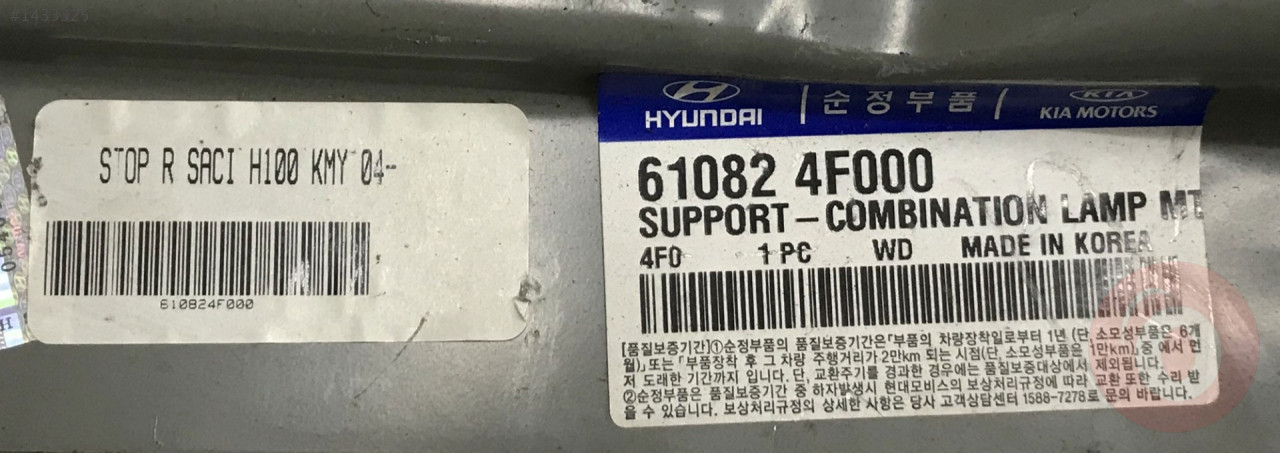 #1433a25
STOP R SACI H100 KMY 04-
610824F000
HYUNDAI | 순정부품 | KIA KIA MOTORS
61082 4F000
SUPPORT-COMBINATION LAMP MT
4F0 1 PC WD MADE IN KOREA
[품질보증기간]①순정부품의 품질보증기간은「부품의 차량장착일로부터 1년 (단, 소모성부품은 6개
월)」또는「부품장착 후 그 차량 주행거리가 2만km 되는 시점(단, 소모성부품은 1만km)」중 에서 먼
저 도래한 기간까지 입니다. 단, 교환주기를 경과한 경우에는 품질보증대상에서 제외됩니다.
②순정부품은 품질보증기간 중 하자발생시 현대모비스의 보상처리규정에 따라 교환 또한 수리 받
을 수 있습니다. 보상처리규정의 상세한 사항은 당사 고객상담센터 1588-7278로 문의 바랍니다.